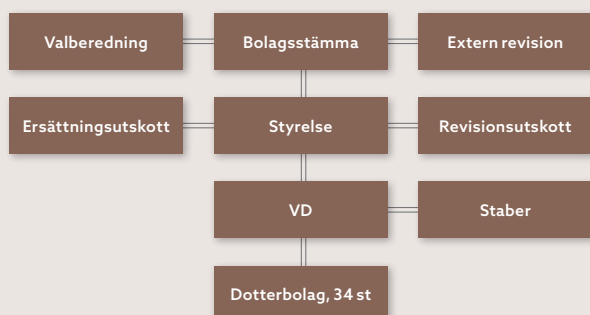 Valberedning
Bolagsstämma
Extern revision
Ersättningsutskott
Styrelse
Revisionsutskott
VD
Staber
Dotterbolag, 34 st